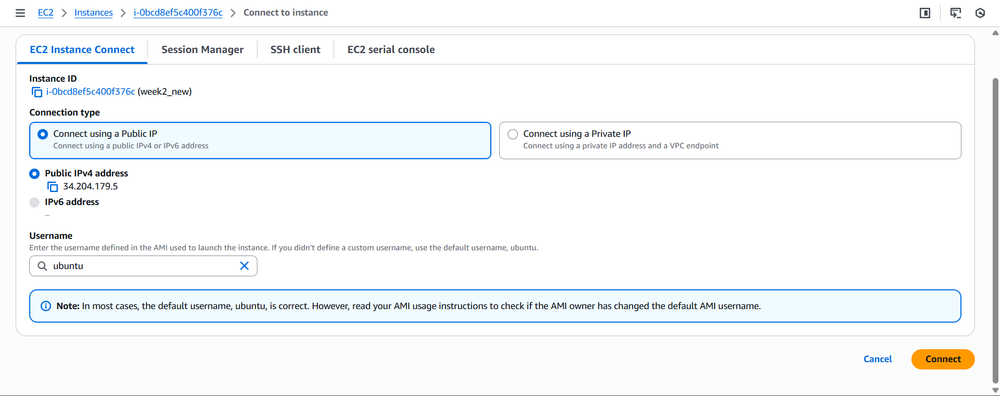 EC2 > Instances > i-0bcd8ef5c400f376c > Connect to instance
EC2 Instance Connect Session Manager SSH client EC2 serial console
Instance ID
i-0bcd8ef5c400f376c (week2_new)
Connection type
Connect using a Public IP
Connect using a public IPv4 or IPv6 address
Connect using a Private IP
Connect using a private IP address and a VPC endpoint
Public IPv4 address
34.204.179.5
IPv6 address
–
Username
Enter the username defined in the AMI used to launch the instance. If you didn't define a custom username, use the default username, ubuntu.
ubuntu
Note: In most cases, the default username, ubuntu, is correct. However, read your AMI usage instructions to check if the AMI owner has changed the default AMI username.
Cancel Connect